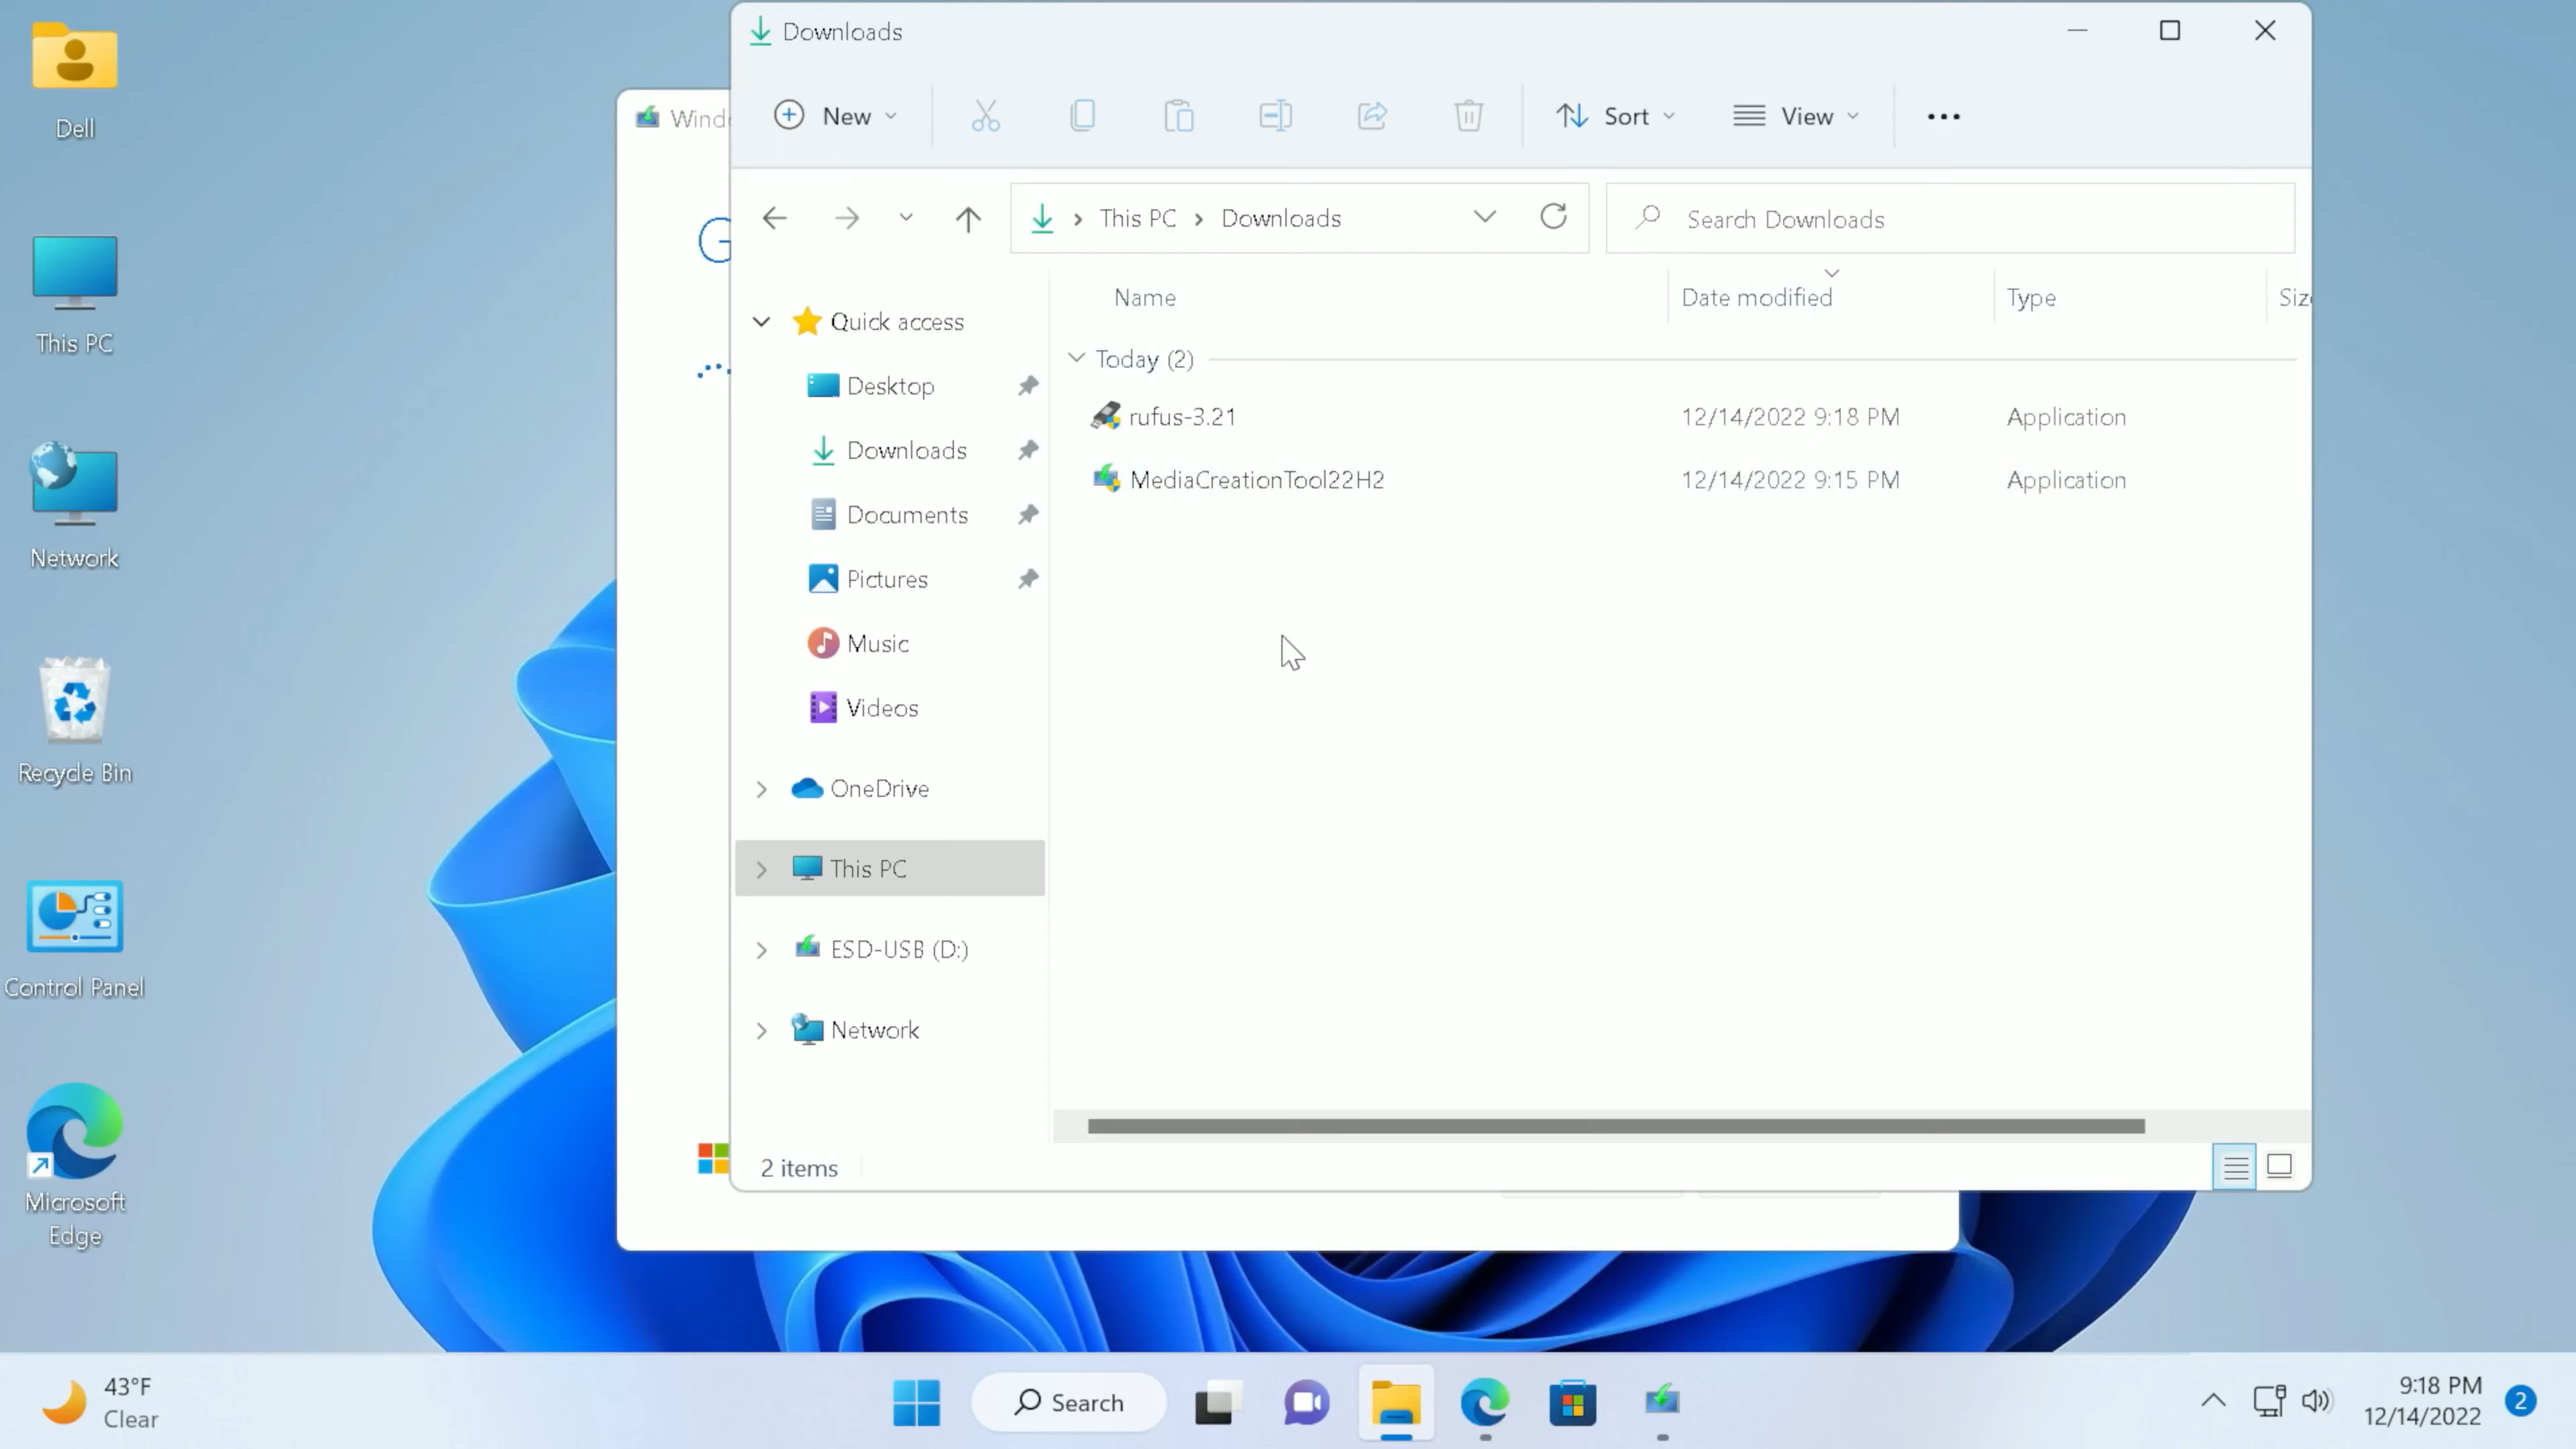 Dell
This PC
Network
Recycle Bin
Control Panel
Microsoft
Edge
Downloads
New
Sort
View
This PC
Downloads
Search Downloads
Name
Date modified
Type
Quick access
Desktop
Downloads
Documents
Pictures
Music
Videos
OneDrive
This PC
ESD-USB (D:)
Network
Today (2)
rufus-3.21
12/14/2022 9:18 PM
Application
MediaCreationTool22H2
12/14/2022 9:15 PM
Application
2 items
43°F
Clear
Search
9:18 PM
12/14/2022
2